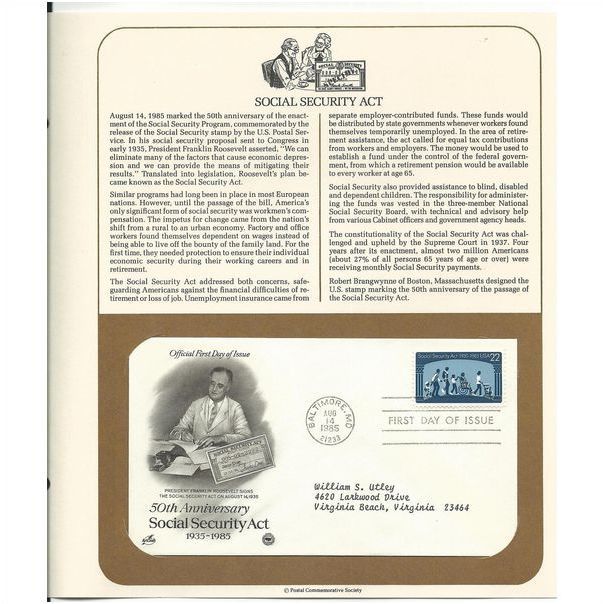 SOCIAL SECURITY
SOCIAL SECURITY ACT
August 14, 1985 marked the 50th anniversary of the enact-
ment of the Social Security Program, commemorated by the
release of the Social Security stamp by the U.S. Postal Ser-
vice. In his social security proposal sent to Congress in
early 1935, President Franklin Roosevelt asserted, "We can
eliminate many of the factors that cause economic depres-
sion and we can provide the means of mitigating their
results." Translated into legislation, Roosevelt's plan be-
came known as the Social Security Act.
Similar programs had long been in place in most European
nations. However, until the passage of the bill, America's
only significant form of social security was workmen's com-
pensation. The impetus for change came from the nation's
shift from a rural to an urban economy. Factory and office
workers found themselves dependent on wages instead of
being able to live off the bounty of the family land. For the
first time, they needed protection to ensure their individual
economic security during their working careers and in
retirement.
The Social Security Act addressed both concerns, safe-
guarding Americans against the financial difficulties of re-
tirement or loss of job. Unemployment insurance came from
separate employer-contributed funds. These funds would
be distributed by state governments whenever workers found
themselves temporarily unemployed. In the area of retire-
ment assistance, the act called for equal tax contributions
from workers and employers. The money would be used to
establish a fund under the control of the federal govern-
ment, from which a retirement pension would be available
to every worker at age 65.
Social Security also provided assistance to blind, disabled
and dependent children. The responsibility for administer-
ing the funds was vested in the three-member National
Social Security Board, with technical and advisory help
from various Cabinet officers and government agency heads.
The constitutionality of the Social Security Act was chal-
lenged and upheld by the Supreme Court in 1937. Four
years after its enactment, almost two million Americans
(about 27% of all persons 65 years of age or over) were
receiving monthly Social Security payments.
Robert Brangwynne of Boston, Massachusetts designed the
U.S. stamp marking the 50th anniversary of the passage of
the Social Security Act.
Official First Day of Issue
SOCIAL SECURITY ACT
PRESIDENT FRANKLIN ROOSEVELT SIGNS
THE SOCIAL SECURITY ACT ON AUGUST 14, 1935
50th Anniversary
Social Security Act
1935-1985
Social Security Act 1935-1985 USA 22
BALTIMORE, MD
AUG
14
1985
21233
FIRST DAY OF ISSUE
William S. Utley
4620 Larkwood Drive
Virginia Beach, Virginia 23464
© Postal Commemorative Society